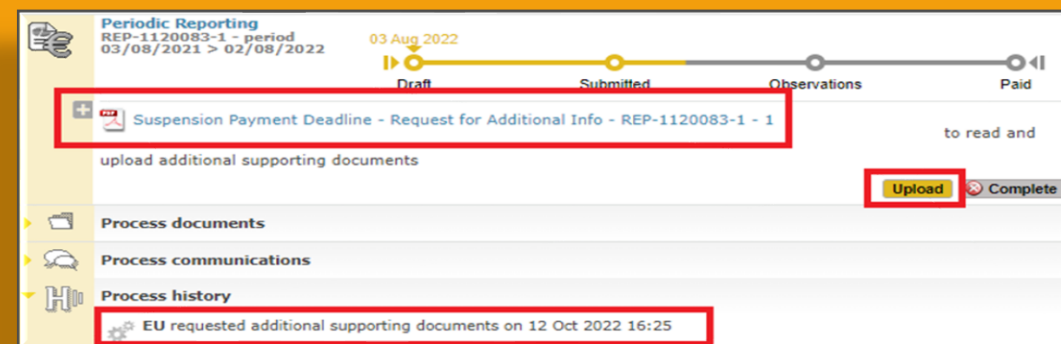 Periodic Reporting
REP-1120083-1 - period
03/08/2021 > 02/08/2022
03 Aug 2022
Draft Submitted Observations Paid
Suspension Payment Deadline - Request for Additional Info - REP-1120083-1 - 1
to read and
upload additional supporting documents
Upload Complete
Process documents
Process communications
Process history
EU requested additional supporting documents on 12 Oct 2022 16:25